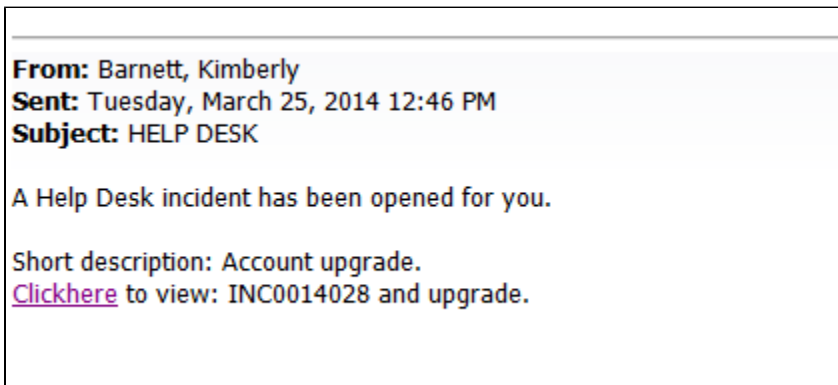 From: Barnett, Kimberly
Sent: Tuesday, March 25, 2014 12:46 PM
Subject: HELP DESK
A Help Desk incident has been opened for you.
Short description: Account upgrade.
Clickhere to view: INC0014028 and upgrade.